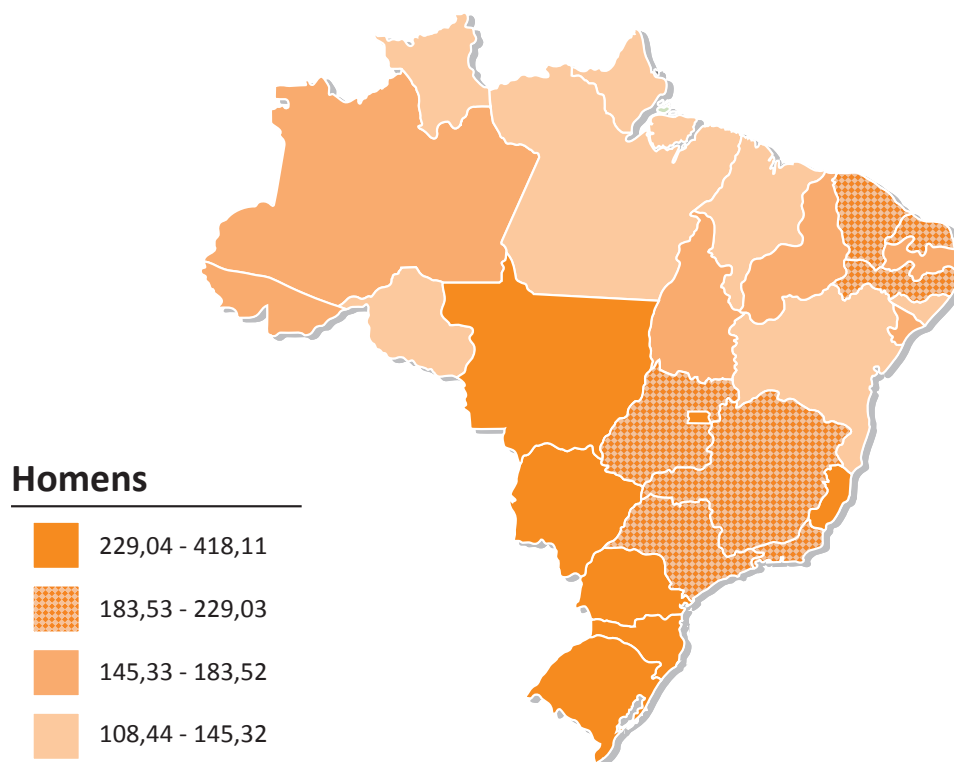 Homens
229,04 - 418,11
183,53 - 229,03
145,33 - 183,52
108,44 - 145,32